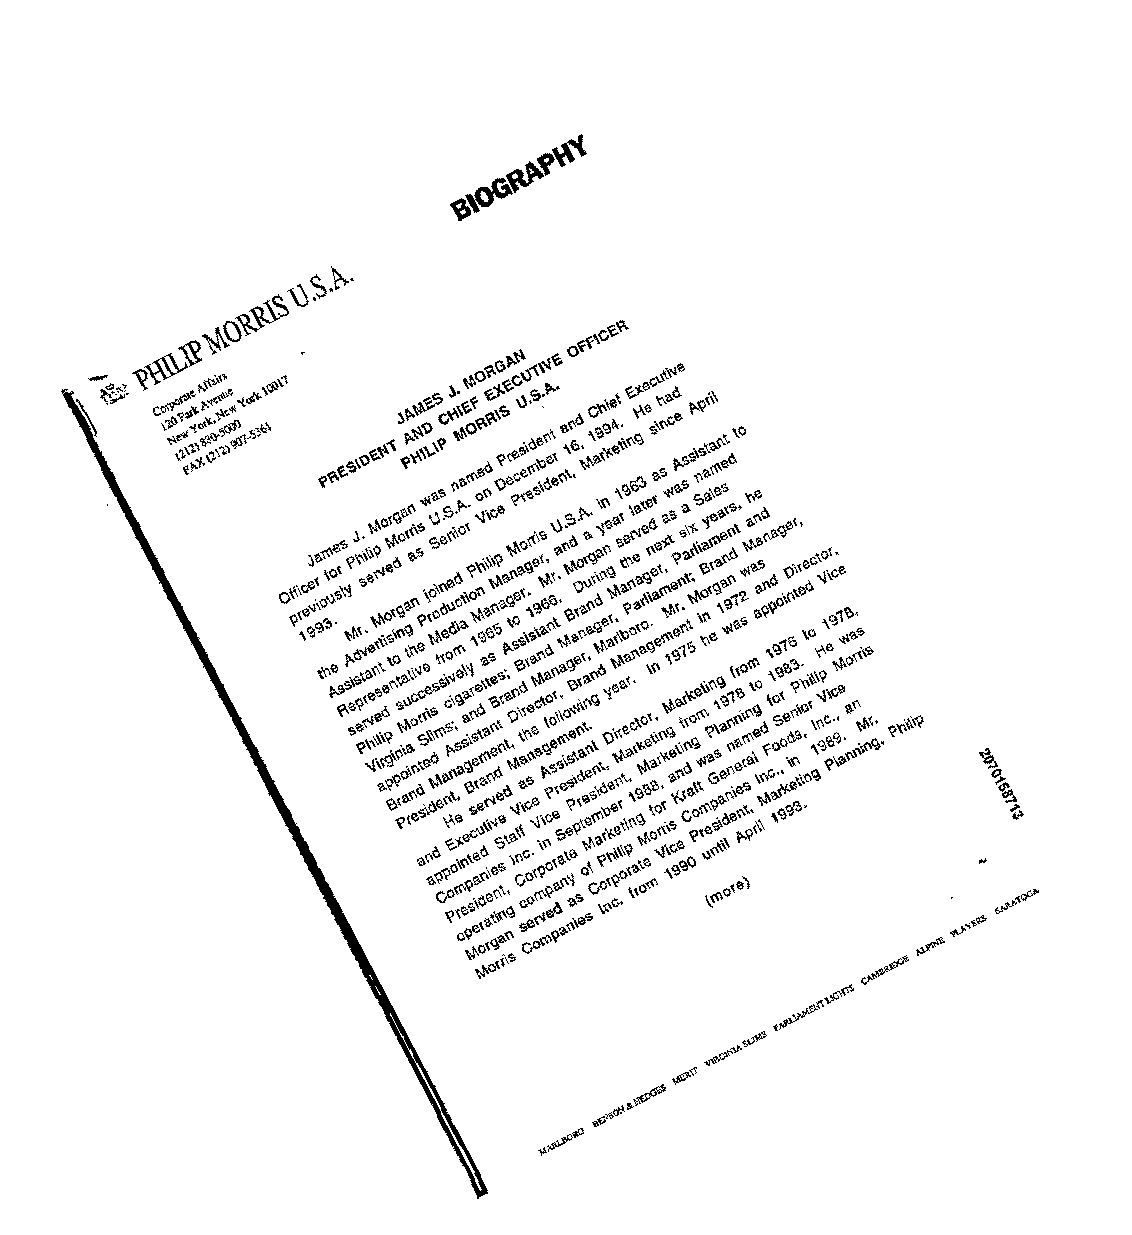 BIOGRAPHY
PHILIP MORRIS U.S.A.
Corporate Affairs
120 Park Avenue
New York, New York 10017
(212) 880-5000
FAX (212) 907-5361
JAMES J. MORGAN
PRESIDENT AND CHIEF EXECUTIVE OFFICER
PHILIP MORRIS U.S.A.
James J. Morgan was named President and Chief Executive
Officer for Philip Morris U.S.A. on December 16, 1994. He had
previously served as Senior Vice President, Marketing since April
1993.
Mr. Morgan joined Philip Morris U.S.A. in 1963 as Assistant to
the Advertising Production Manager, and a year later was named
Assistant to the Media Manager. Mr. Morgan served as a Sales
Representative from 1965 to 1966. During the next six years, he
served successively as Assistant Brand Manager, Parliament and
Philip Morris cigarettes; Brand Manager, Parliament; Brand Manager,
Virginia Slims; and Brand Manager, Marlboro. Mr. Morgan was
appointed Assistant Director, Brand Management in 1972 and Director,
Brand Management, the following year. In 1975 he was appointed Vice
President, Brand Management.
He served as Assistant Director, Marketing from 1976 to 1978,
and Executive Vice President, Marketing from 1978 to 1983. He was
appointed Staff Vice President, Marketing Planning for Philip Morris
Companies Inc. in September 1988, and was named Senior Vice
President, Corporate Marketing for Kraft General Foods, Inc., an
operating company of Philip Morris Companies Inc., in 1989. Mr.
Morgan served as Corporate Vice President, Marketing Planning, Philip
Morris Companies Inc. from 1990 until April 1993.
(more)
2070158713
MARLBORO BENSON & HEDGES MERIT VIRGINIA SLIMS PARLIAMENT LIGHTS CAMBRIDGE ALPINE PLAYERS SARATOGA